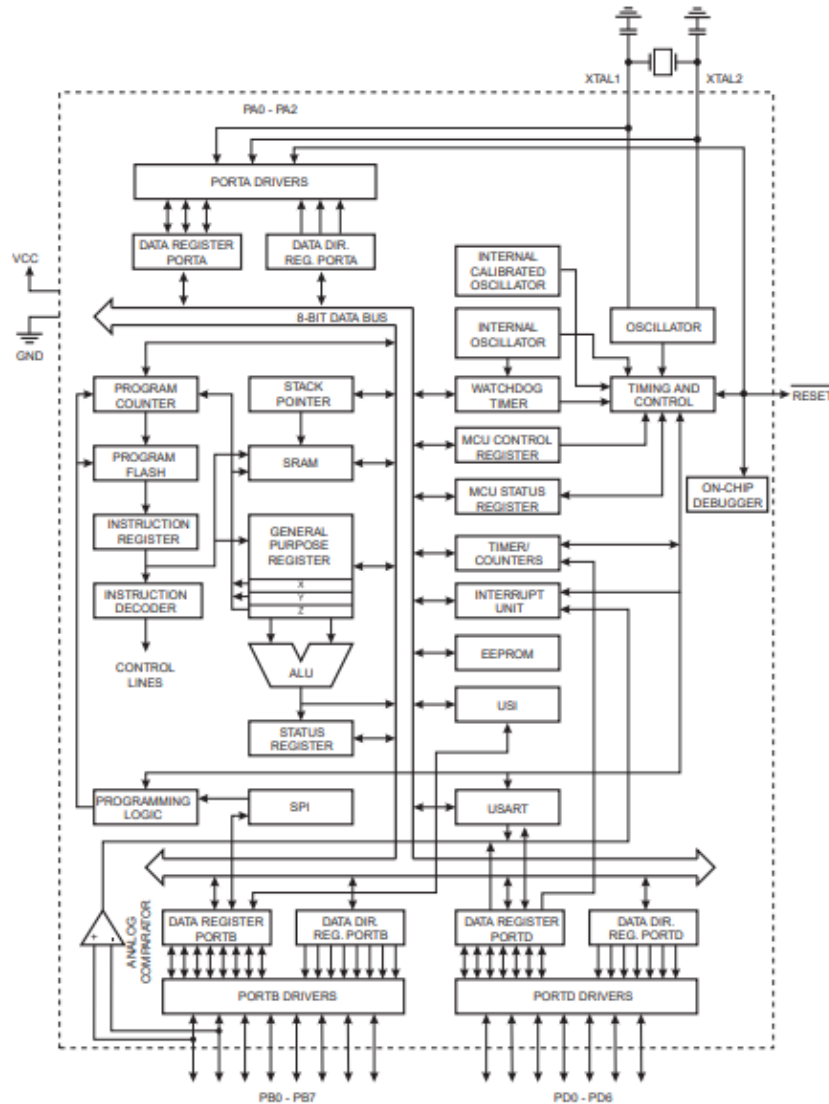 XTAL1
XTAL2
PA0 - PA2
PORTA DRIVERS
DATA REGISTER
PORTA
DATA DIR.
REG. PORTA
VCC
GND
8-BIT DATA BUS
INTERNAL
CALIBRATED
OSCILLATOR
INTERNAL
OSCILLATOR
OSCILLATOR
PROGRAM
COUNTER
STACK
POINTER
WATCHDOG
TIMER
TIMING AND
CONTROL
RESET
PROGRAM
FLASH
SRAM
MCU CONTROL
REGISTER
MCU STATUS
REGISTER
ON-CHIP
DEBUGGER
INSTRUCTION
REGISTER
GENERAL
PURPOSE
REGISTER
X
Y
Z
TIMER/
COUNTERS
INSTRUCTION
DECODER
INTERRUPT
UNIT
CONTROL
LINES
ALU
EEPROM
USI
STATUS
REGISTER
PROGRAMMING
LOGIC
SPI
USART
+
-
ANALOG
COMPARATOR
DATA REGISTER
PORTB
DATA DIR.
REG. PORTB
DATA REGISTER
PORTD
DATA DIR.
REG. PORTD
PORTB DRIVERS
PORTD DRIVERS
PB0 - PB7
PD0 - PD6